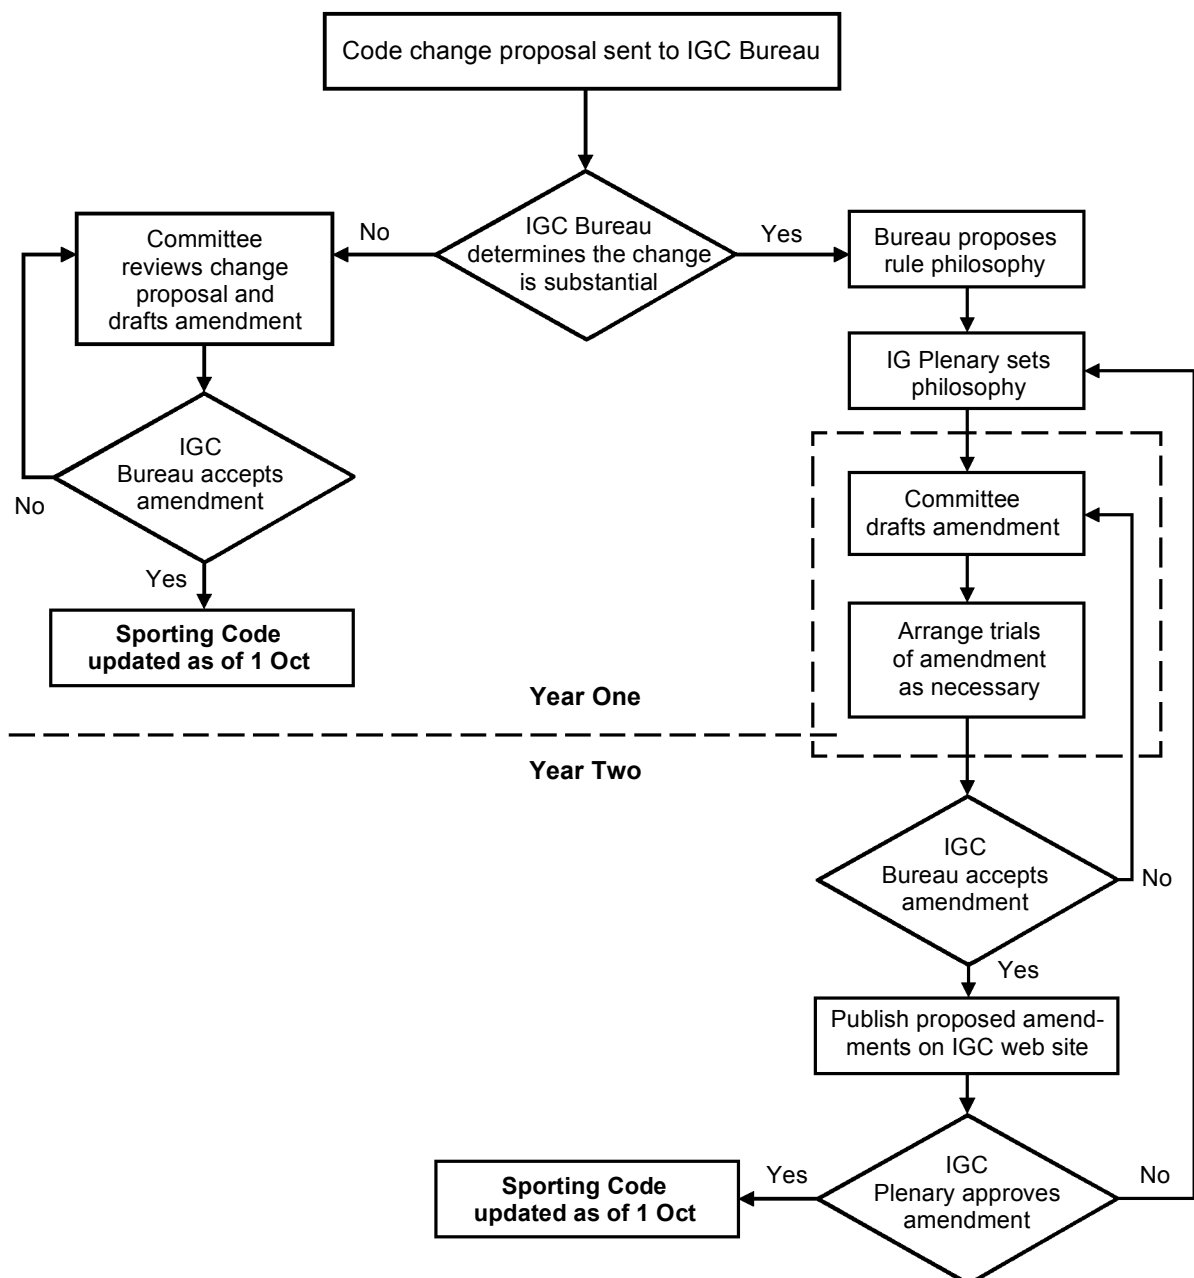 Code change proposal sent to IGC Bureau
IGC Bureau
determines the change
is substantial
No
Yes
Committee
reviews change
proposal and
drafts amendment
Bureau proposes
rule philosophy
IG Plenary sets
philosophy
IGC
Bureau accepts
amendment
No
Yes
Sporting Code
updated as of 1 Oct
Committee
drafts amendment
Arrange trials
of amendment
as necessary
Year One
Year Two
IGC
Bureau accepts
amendment
No
Yes
Publish proposed amend-
ments on IGC web site
IGC
Plenary approves
amendment
Yes
No
Sporting Code
updated as of 1 Oct